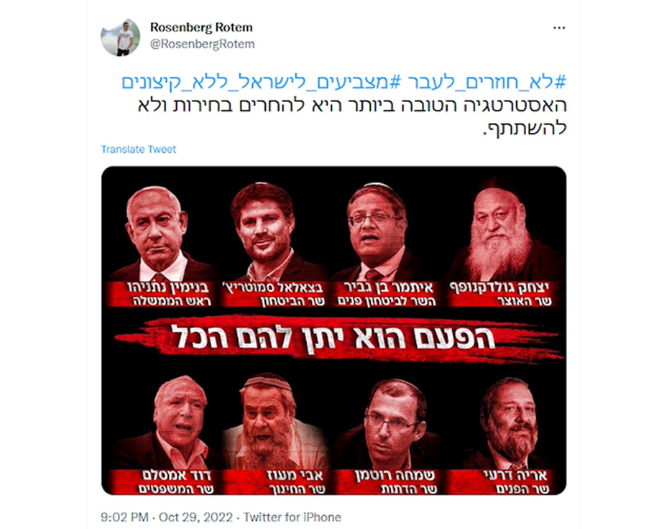 Rosenberg Rotem
@RosenbergRotem
#לא_חוזרים_לעבר #מצביעים_לישראל_ללא_קיצונים
האסטרטגיה הטובה ביותר היא להחרים בחירות ולא
להשתתף.
Translate Tweet
בנימין נתניהו
ראש הממשלה
בצאלאל סמוטריץ'
שר הביטחון
איתמר בן גביר
השר לביטחון פנים
יצחק גולדקנופף
שר האוצר
הפעם הוא יתן להם הכל
דוד אמסלם
שר המשפטים
אבי מעוז
שר החינוך
שמחה רוטמן
שר הדתות
אריה דרעי
שר הפנים
9:02 PM · Oct 29, 2022 · Twitter for iPhone